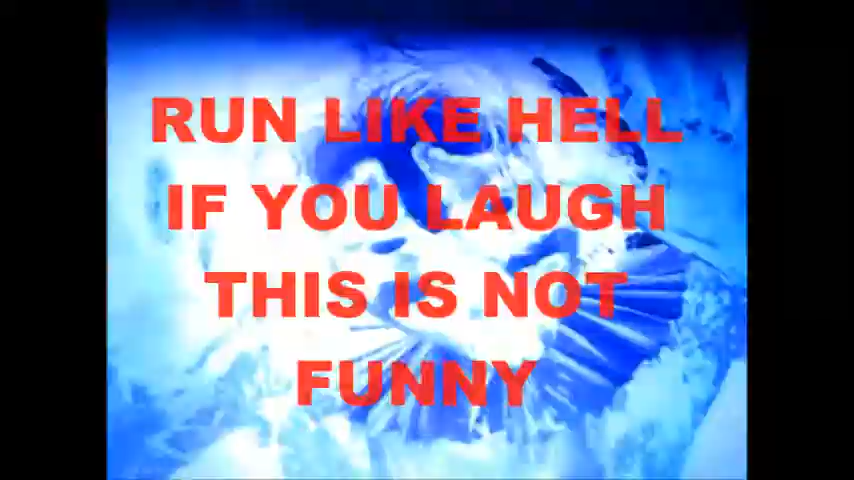 RUN LIKE HELL
IF YOU LAUGH
THIS IS NOT
FUNNY